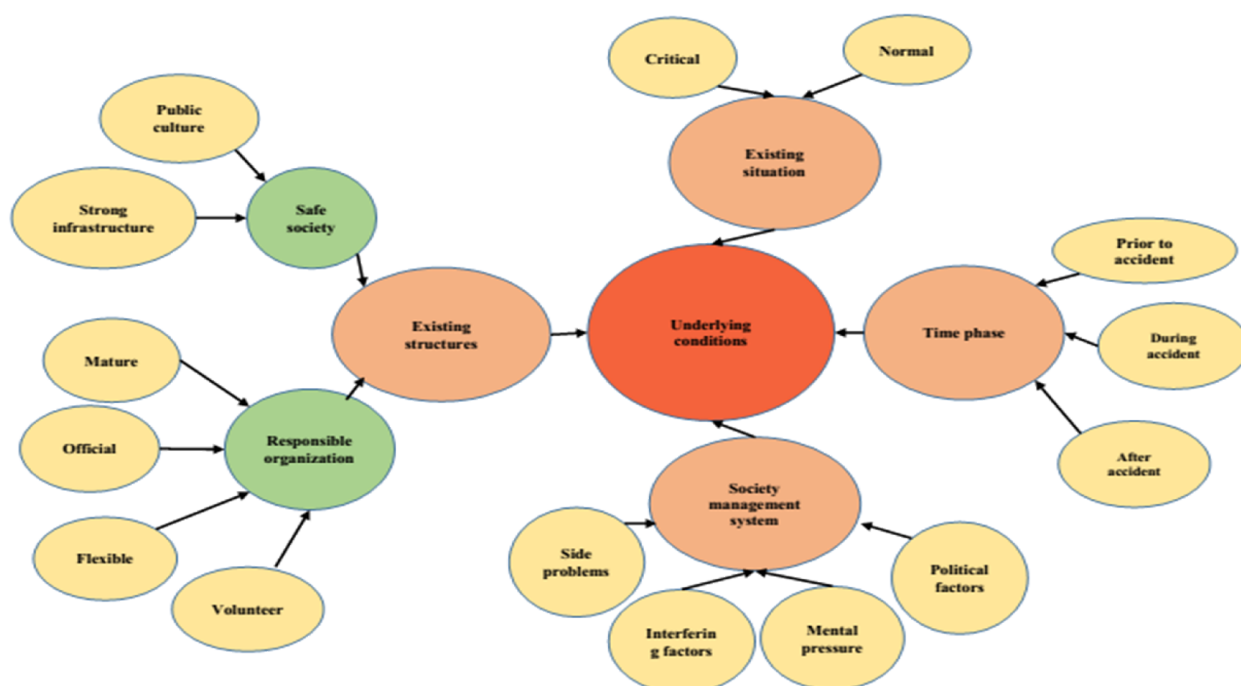 Critical
Normal
Public
culture
Existing
situation
Strong
infrastructure
Safe
society
Prior to
accident
Existing
structures
Underlying
conditions
Time phase
During
accident
Mature
Official
Responsible
organization
After
accident
Society
management
system
Flexible
Side
problems
Political
factors
Volunteer
Interferin
g factors
Mental
pressure